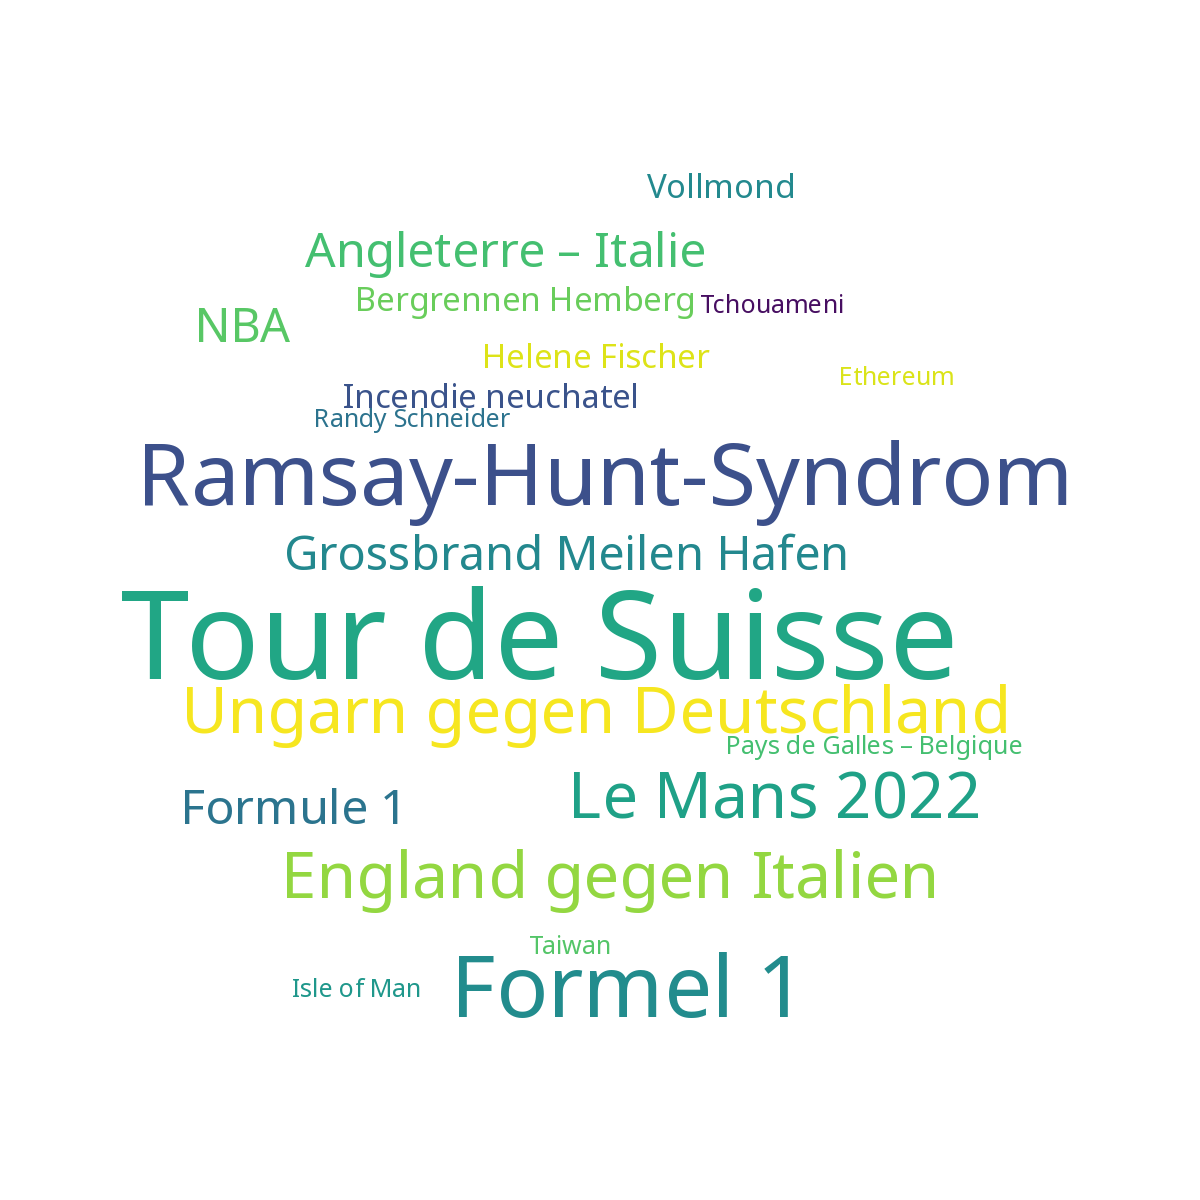 Vollmond
Angleterre – Italie
Bergrennen Hemberg
Tchouameni
NBA
Helene Fischer
Ethereum
Incendie neuchatel
Randy Schneider
Ramsay-Hunt-Syndrom
Grossbrand Meilen Hafen
Tour de Suisse
Ungarn gegen Deutschland
Pays de Galles – Belgique
Le Mans 2022
Formule 1
England gegen Italien
Taiwan
Formel 1
Isle of Man